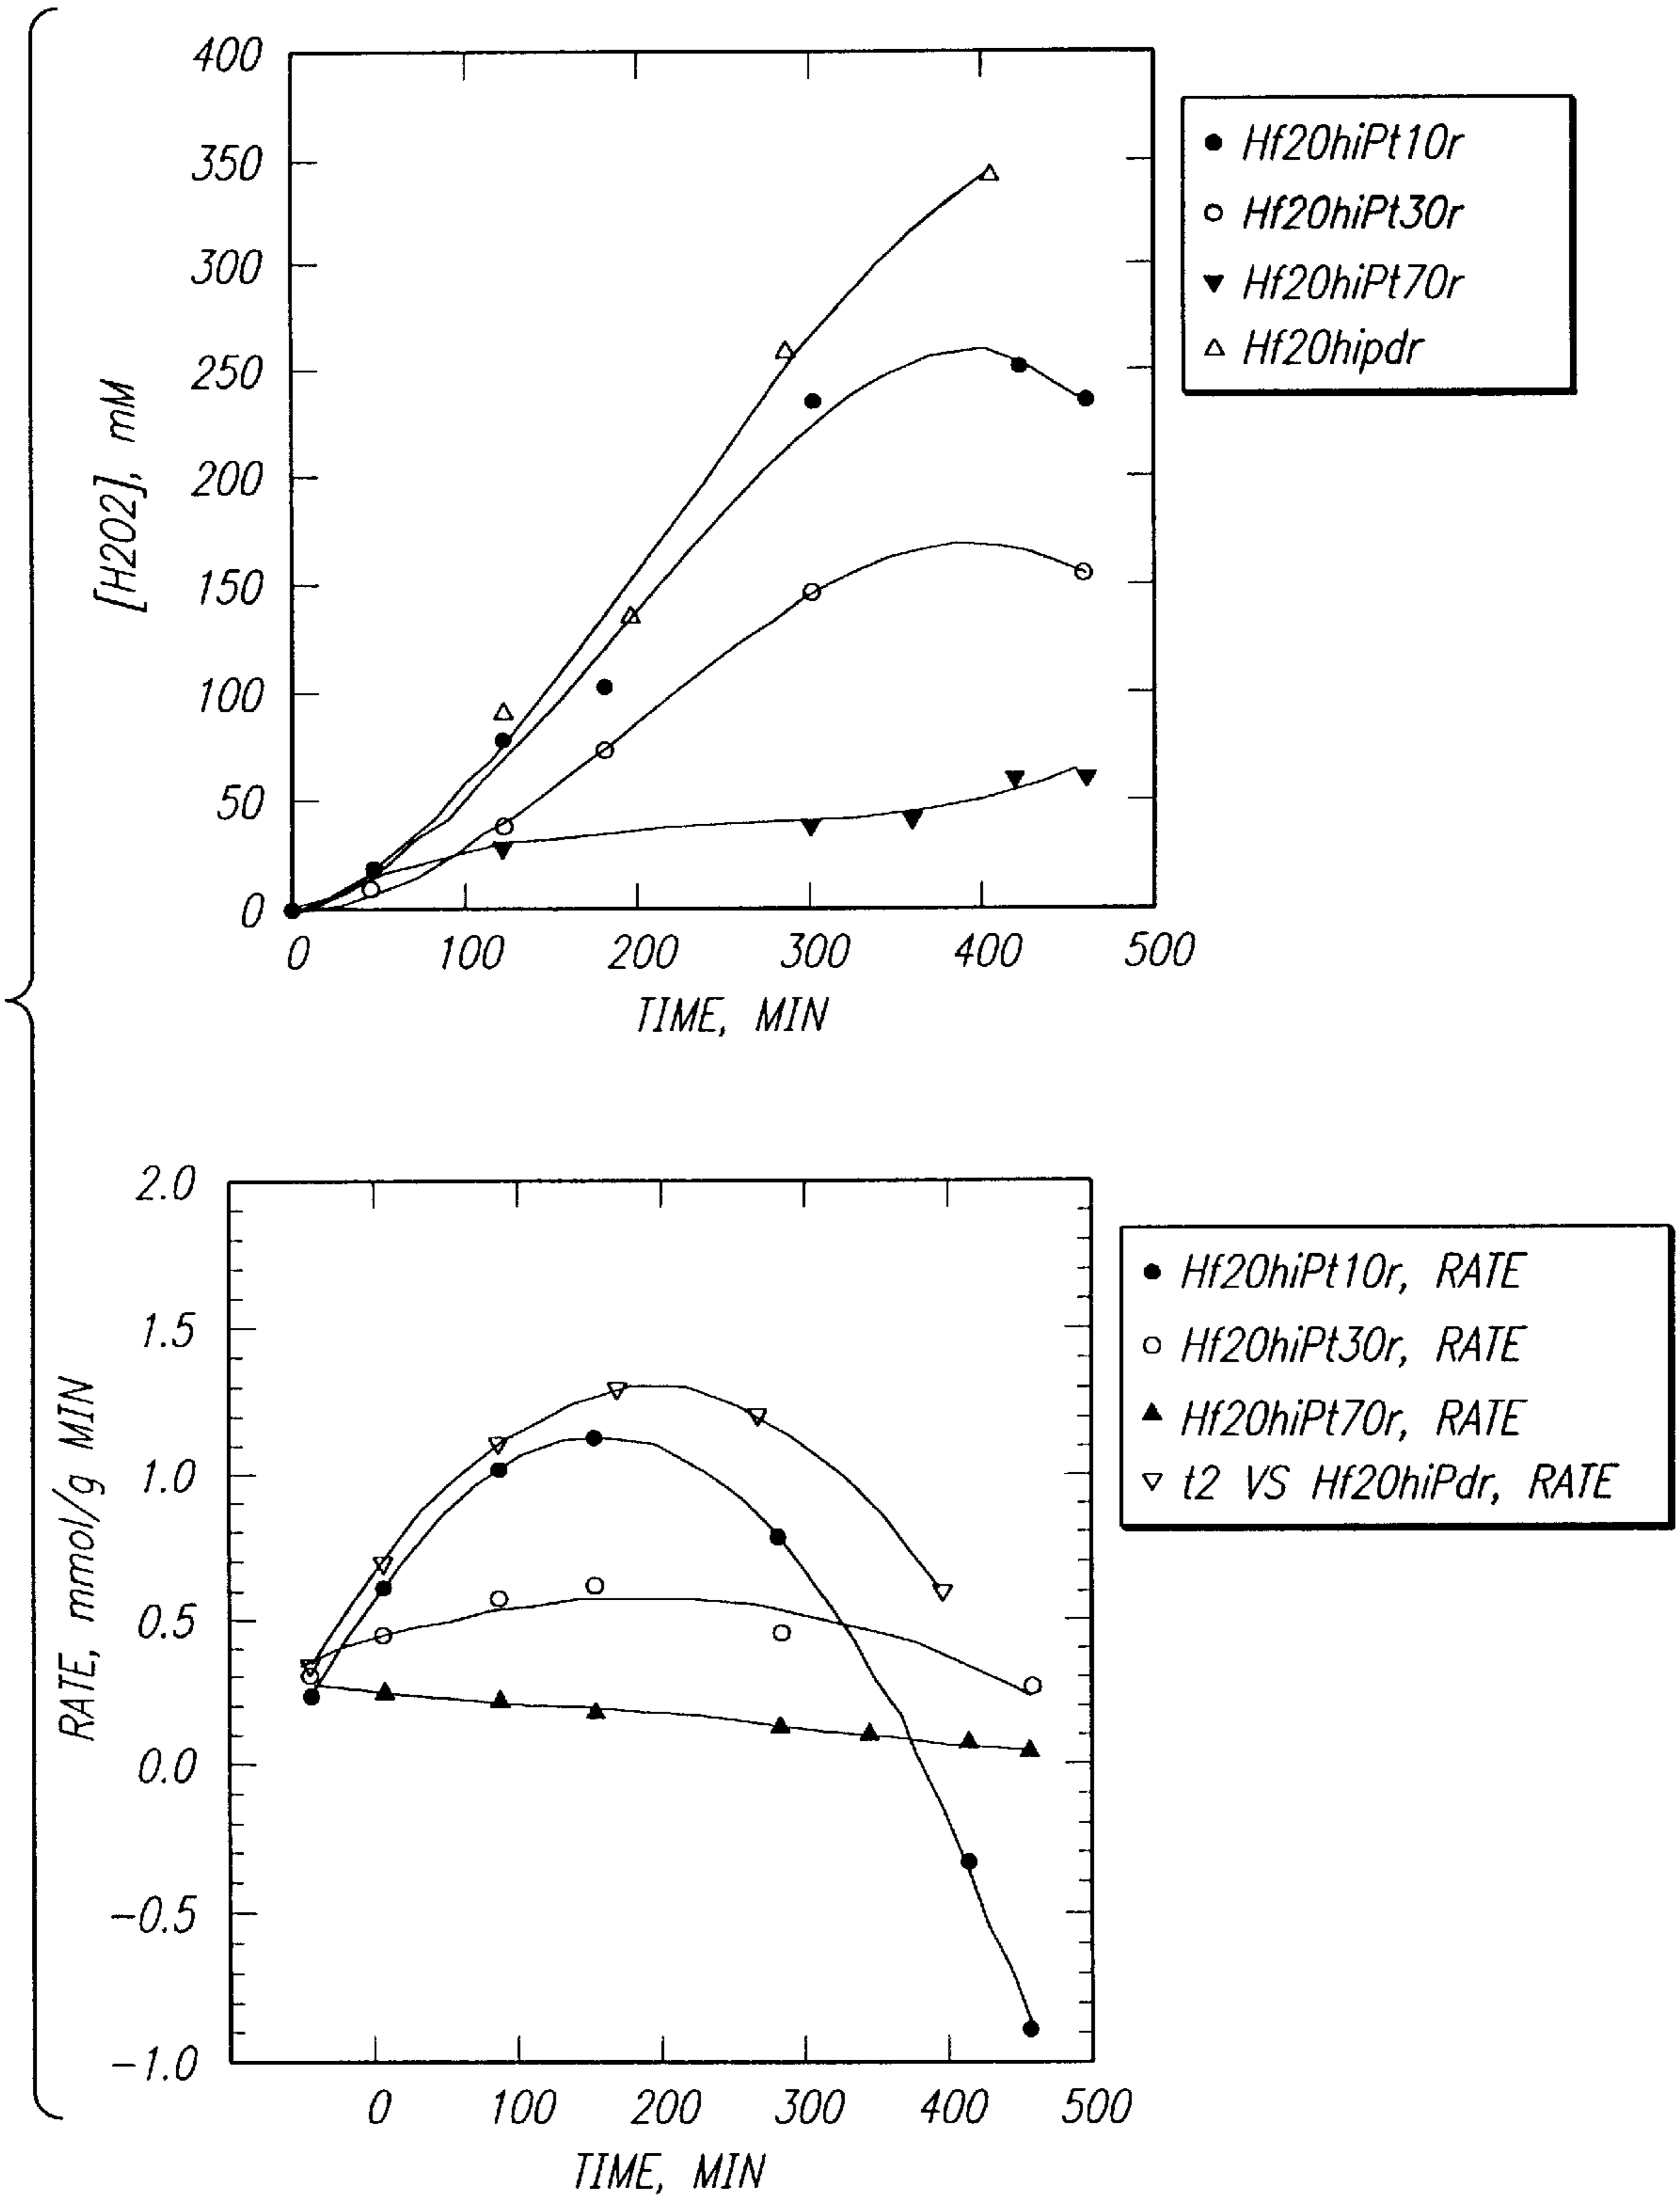 400
350
300
250
200
150
100
50
0
[H2O2], mM
0 100 200 300 400 500
TIME, MIN
Hf20hiPt10r
Hf20hiPt30r
Hf20hiPt70r
Hf20hipdr
2.0
1.5
1.0
0.5
0.0
-0.5
-1.0
RATE, mmol/g MIN
0 100 200 300 400 500
TIME, MIN
Hf20hiPt10r, RATE
Hf20hiPt30r, RATE
Hf20hiPt70r, RATE
t2 VS Hf20hiPdr, RATE